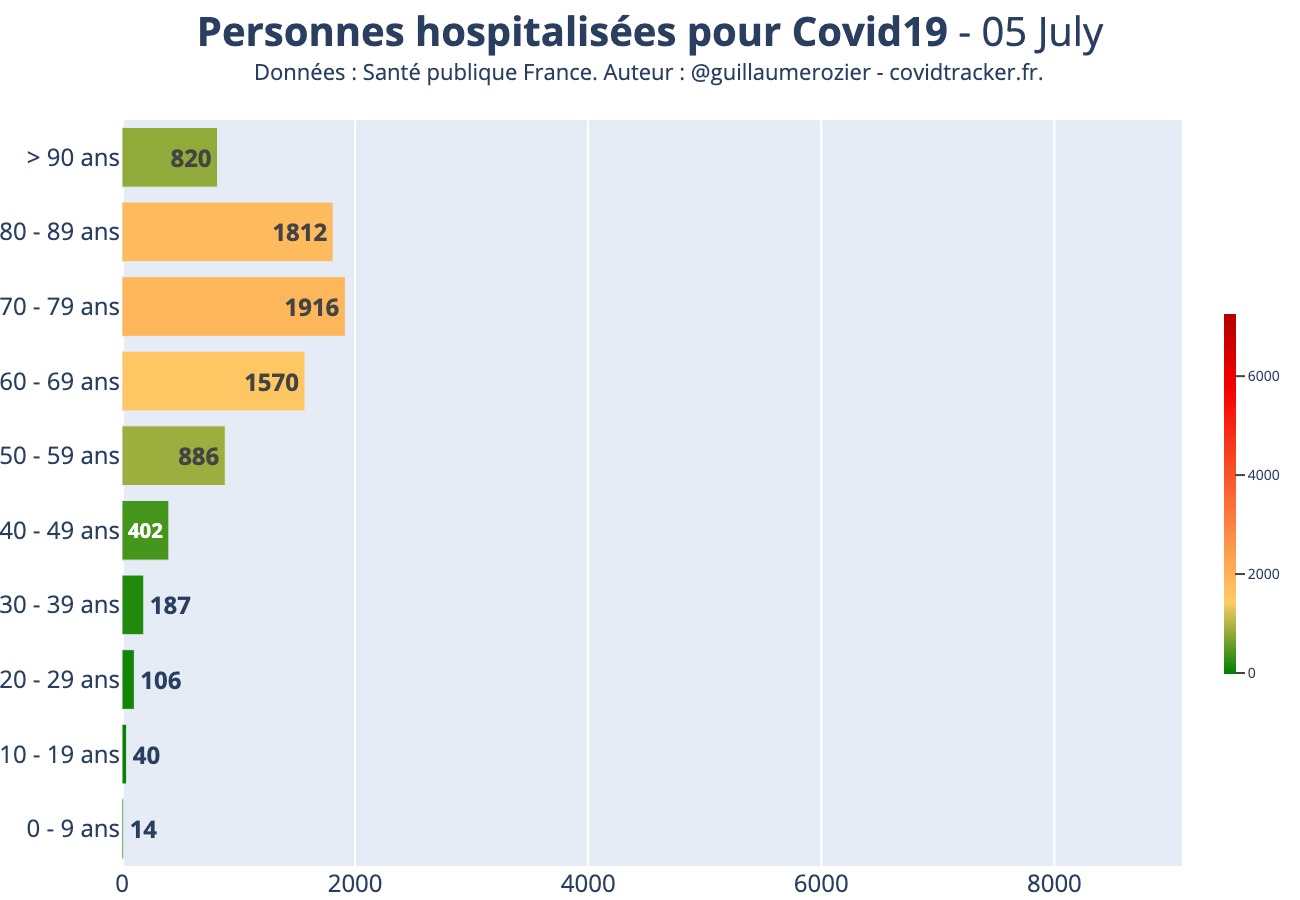 Personnes hospitalisées pour Covid19 - 05 July
Données : Santé publique France. Auteur : @guillaumerozier - covidtracker.fr.
> 90 ans 820
80 - 89 ans 1812
70 - 79 ans 1916
60 - 69 ans 1570
50 - 59 ans 886
40 - 49 ans 402
30 - 39 ans 187
20 - 29 ans 106
10 - 19 ans 40
0 - 9 ans 14
0 2000 4000 6000 8000
6000
4000
2000
0